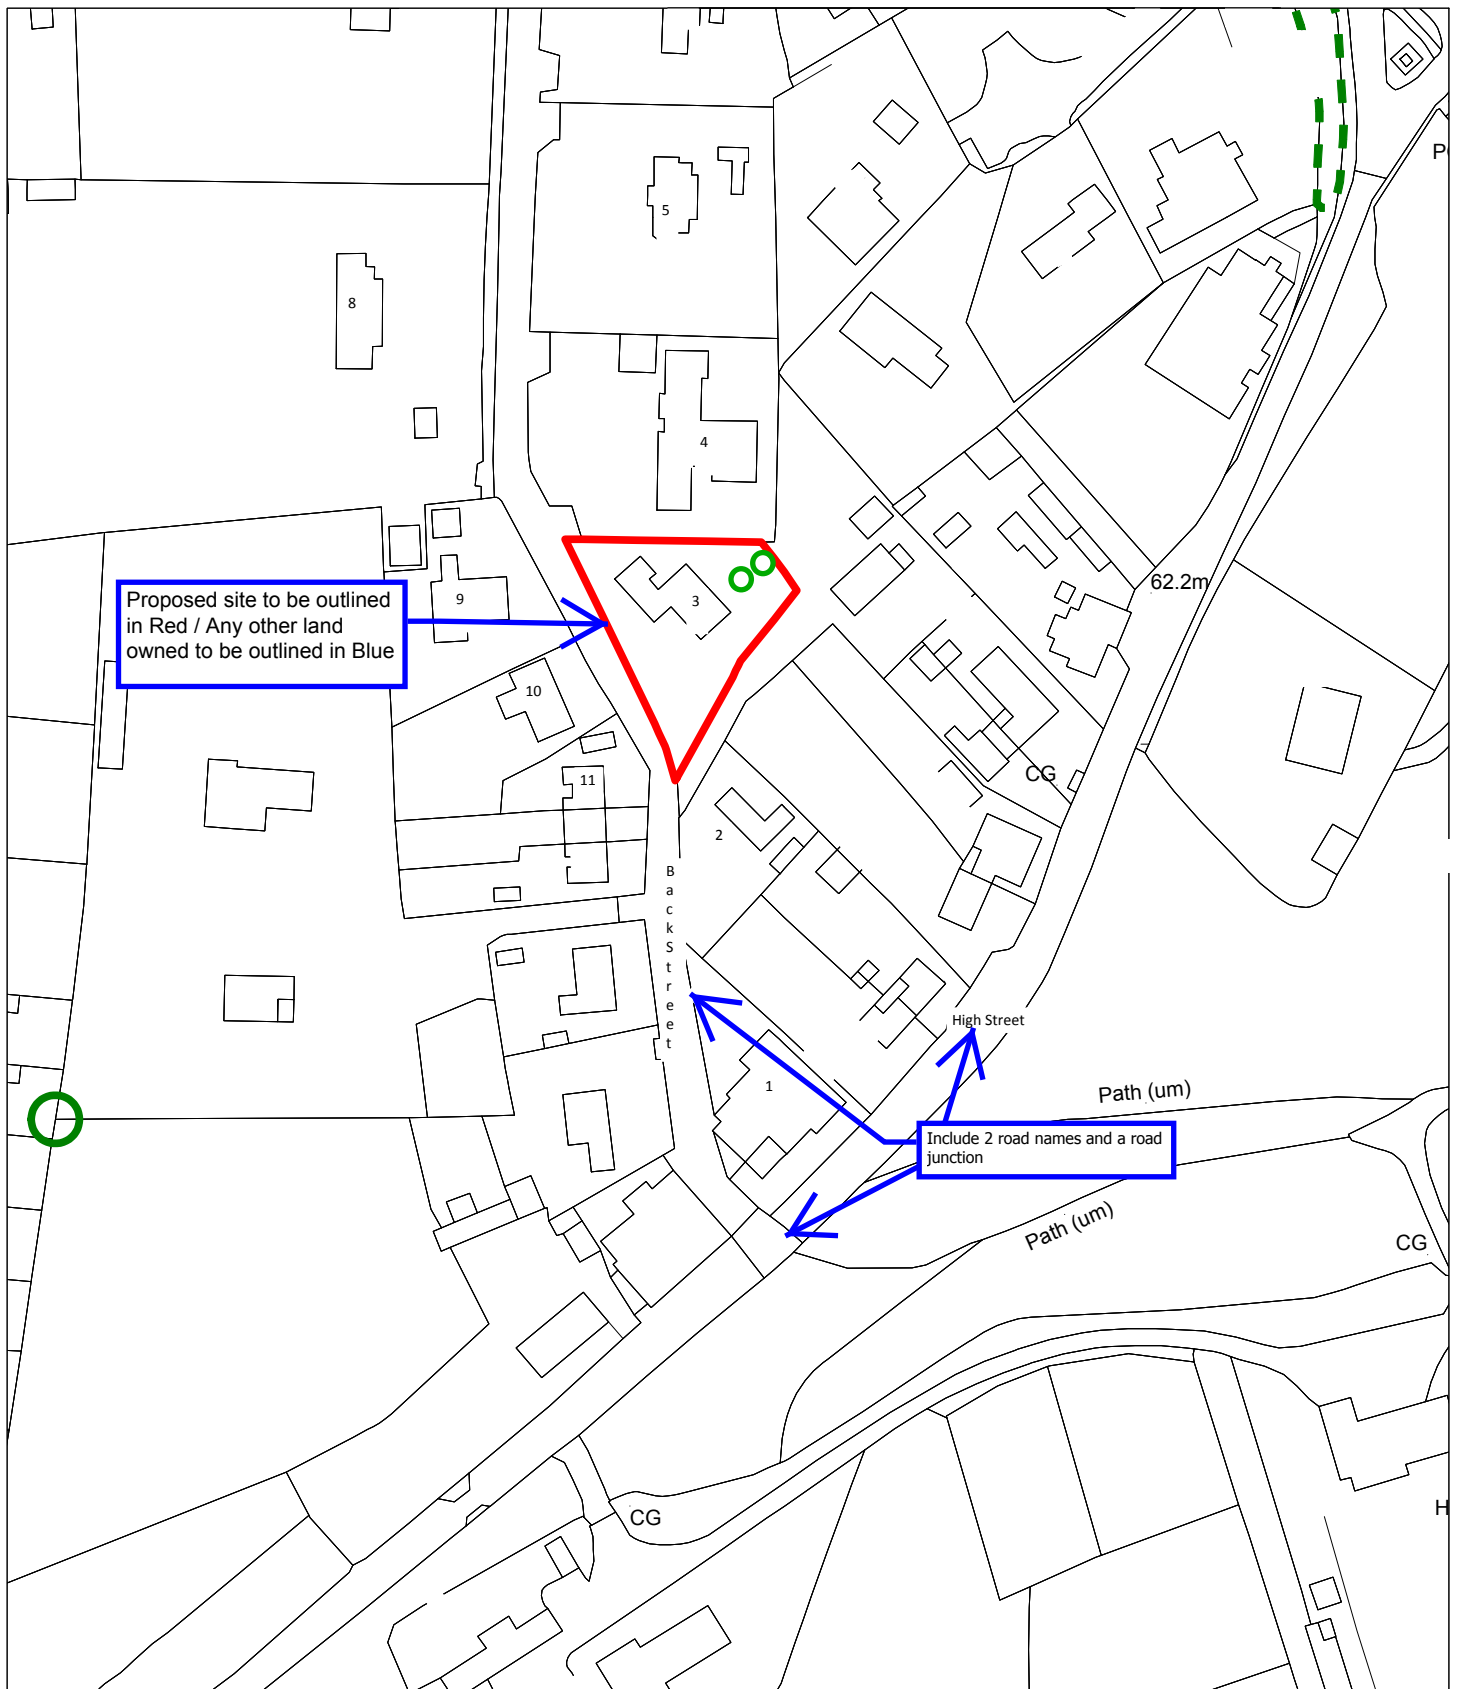 P
5
8
4
62.2m
Proposed site to be outlined
in Red / Any other land
owned to be outlined in Blue
9
3
10
11
CG
2
Back Street
High Street
1
Path (um)
Include 2 road names and a road
junction
Path (um)
CG
CG
H